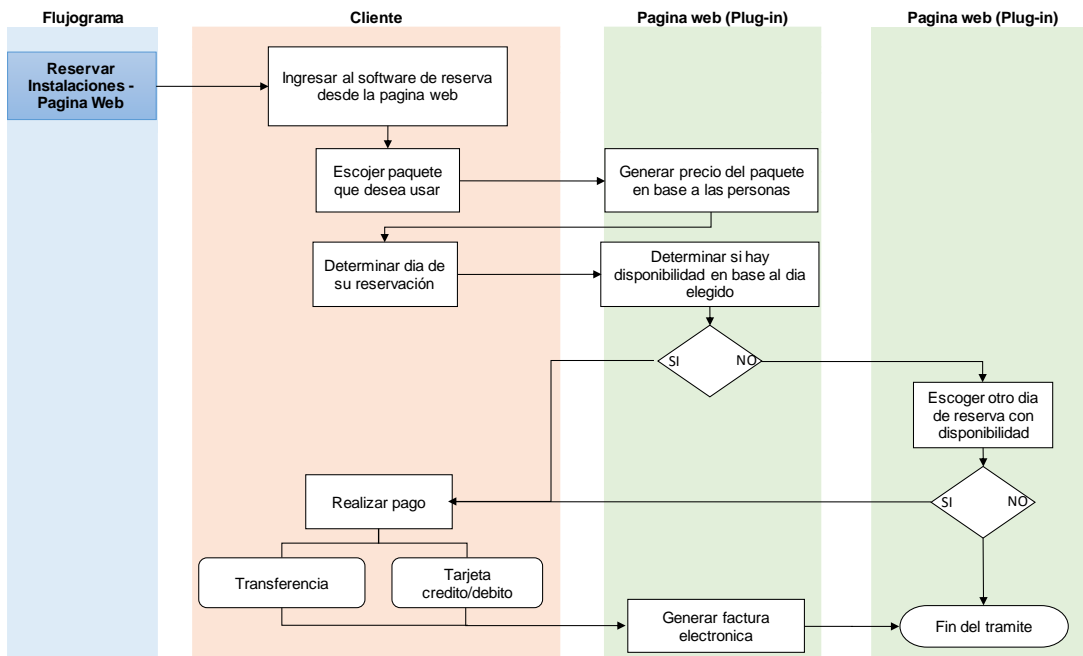 Flujograma
Cliente
Pagina web (Plug-in)
Pagina web (Plug-in)
Reservar
Instalaciones -
Pagina Web
Ingresar al software de reserva
desde la pagina web
Escojer paquete
que desea usar
Generar precio del paquete
en base a las personas
Determinar dia de
su reservación
Determinar si hay
disponibilidad en base al dia
elegido
SI
NO
Escoger otro dia
de reserva con
disponibilidad
Realizar pago
SI
NO
Transferencia
Tarjeta
credito/debito
Generar factura
electronica
Fin del tramite